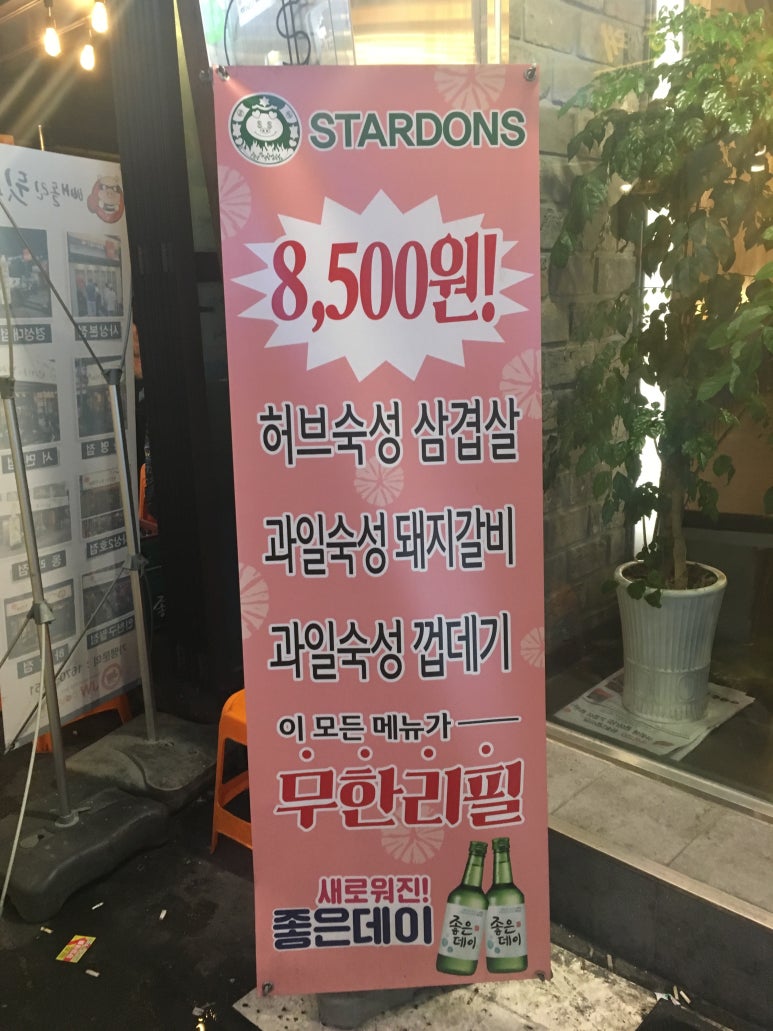 STARDONS
8,500원!
허브숙성 삼겹살
과일숙성 돼지갈비
과일숙성 껍데기
이 모든 메뉴가
무한리필
새로워진!
좋은데이
좋은
데이
좋은
데이